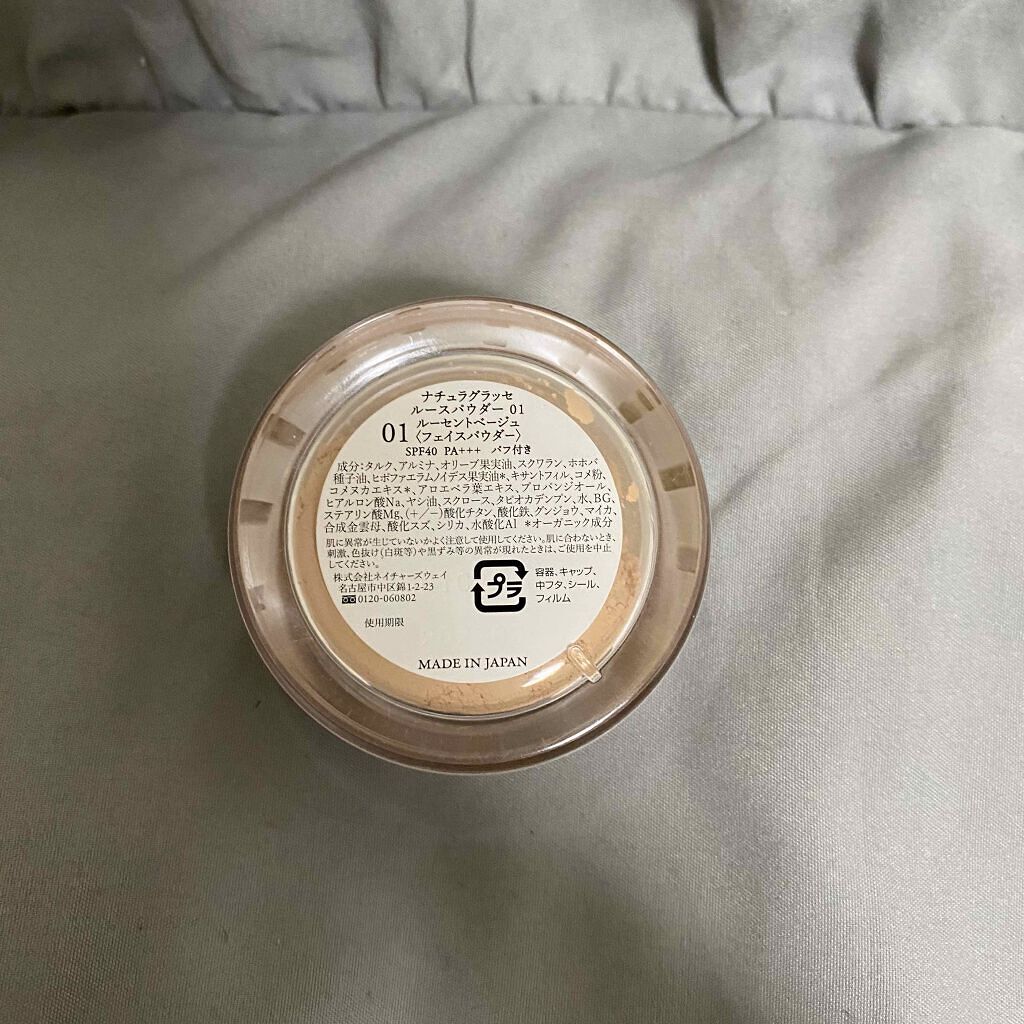 ナチュラグラッセ
ルースパウダー 01
01 ルーセントベージュ
〈フェイスパウダー〉
SPF40 PA+++ パフ付き
成分:タルク、アルミナ、オリーブ果実油、スクワラン、ホホバ
種子油、ヒポファエラムノイデス果実油*、キサントフィル、コメ粉、
コメヌカエキス*、アロエベラ葉エキス、プロパンジオール、
ヒアルロン酸Na、ヤシ油、スクロース、タピオカデンプン、水、BG、
ステアリン酸Mg、(+/−)酸化チタン、酸化鉄、グンジョウ、マイカ、
合成金雲母、酸化スズ、シリカ、水酸化Al *オーガニック成分
肌に異常が生じていないかよく注意して使用してください。肌に合わないとき、
刺激、色抜け(白斑等)や黒ずみ等の異常が現れたときは、ご使用を中止
してください。
株式会社ネイチャーズウェイ
名古屋市中区錦1-2-23
0120-060802
プラ
容器、キャップ、
中フタ、シール、
フィルム
使用期限
MADE IN JAPAN